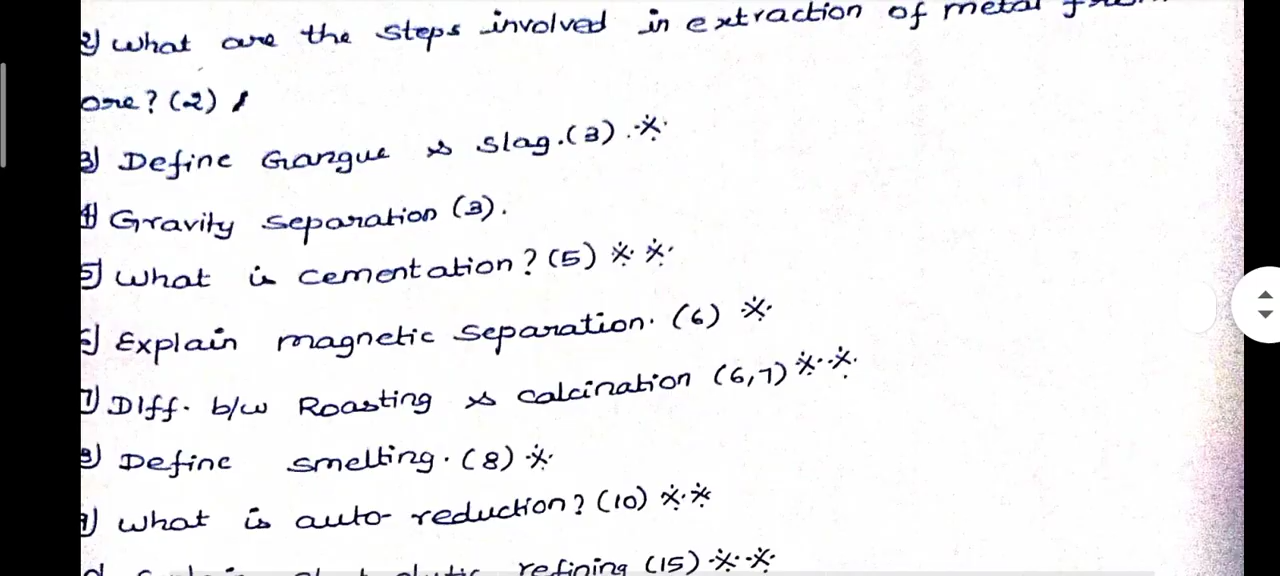 2) What are the steps involved in extraction of metal from
ore? (2)
3) Define Gangue & Slag. (3) ※
4) Gravity separation (3).
5) What is cementation? (5) ※ ※
6) Explain magnetic separation. (6) ※
7) Diff. b/w Roasting & calcination (6,7) ※ ※
8) Define smelting. (8) ※
9) What is auto-reduction? (10) ※ ※
refining (15) ※ ※